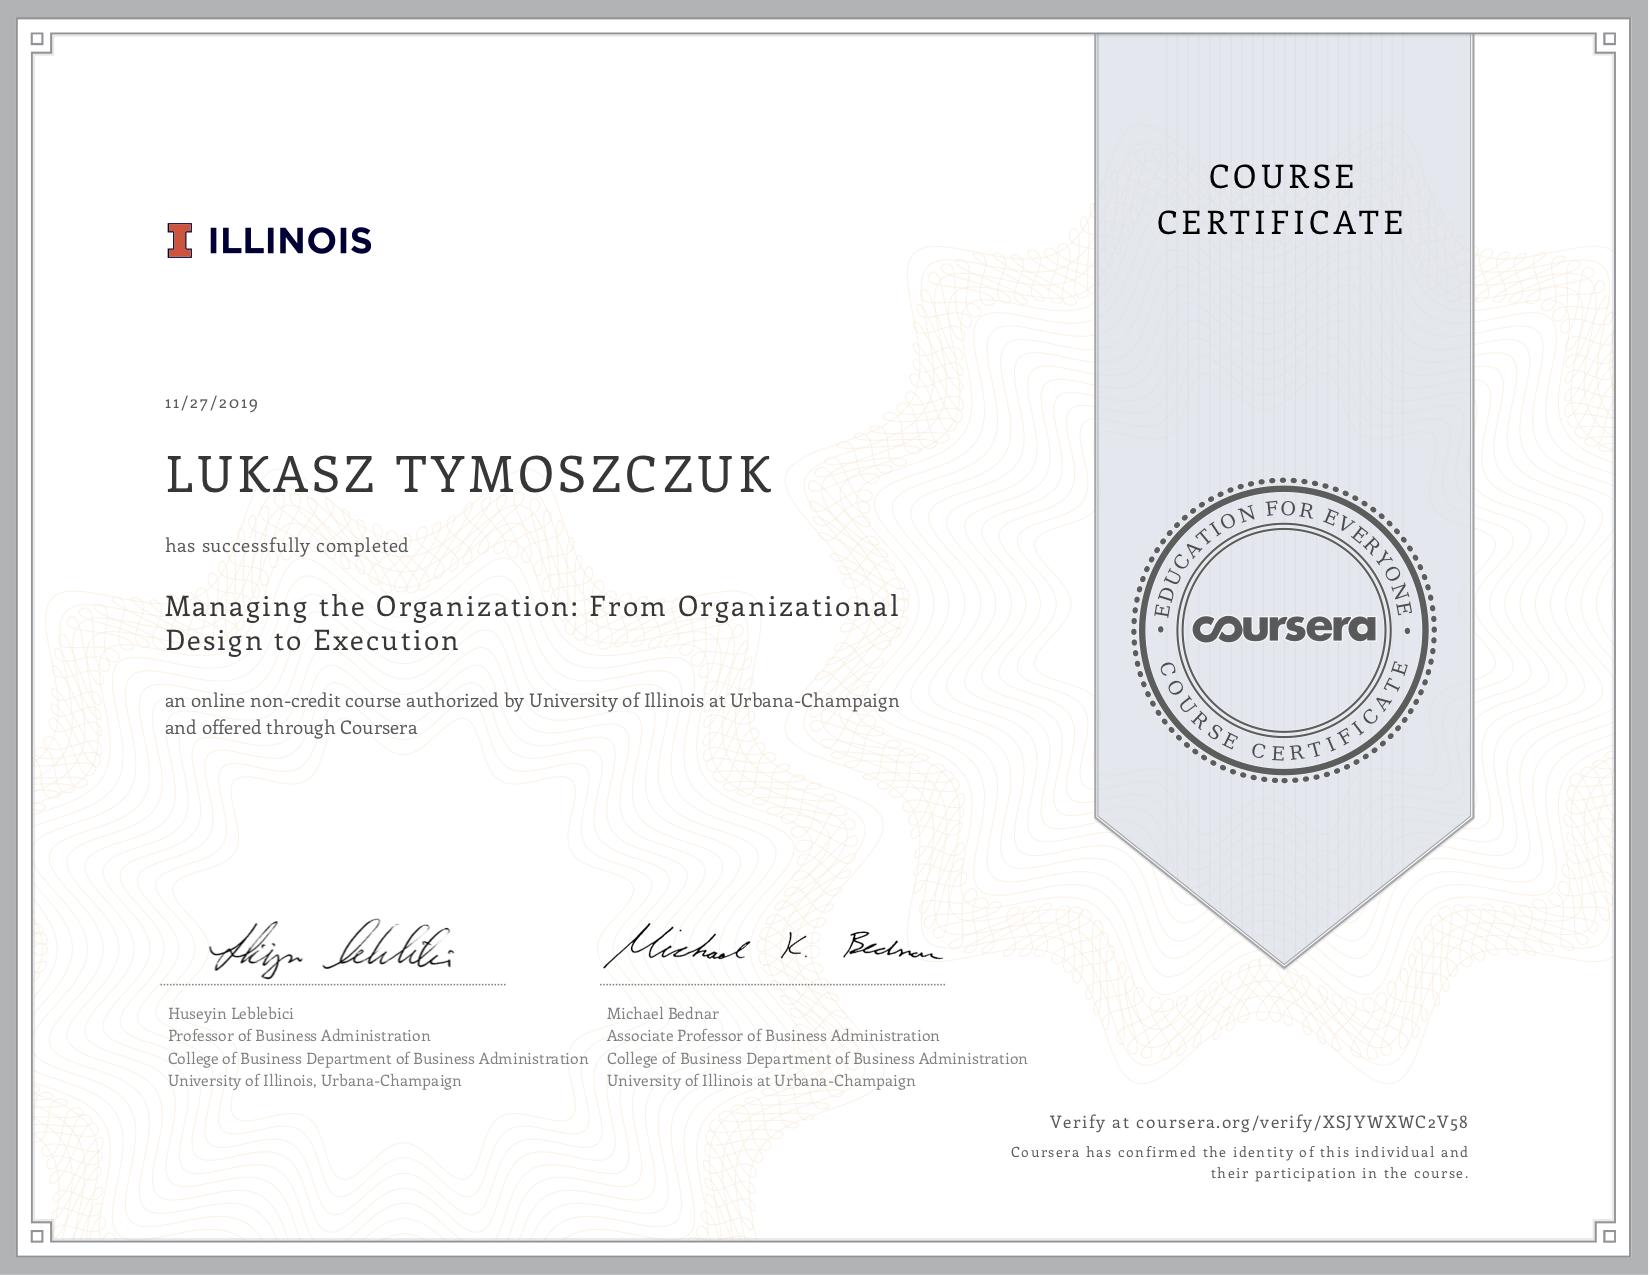 COURSE
CERTIFICATE
ILLINOIS
11/27/2019
LUKASZ TYMOSZCZUK
has successfully completed
Managing the Organization: From Organizational
Design to Execution
an online non-credit course authorized by University of Illinois at Urbana-Champaign
and offered through Coursera
EDUCATION FOR EVERYONE
coursera
COURSE CERTIFICATE
Huseyin Leblebici
Michael K. Bednar
Huseyin Leblebici
Professor of Business Administration
College of Business Department of Business Administration
University of Illinois, Urbana-Champaign
Michael Bednar
Associate Professor of Business Administration
College of Business Department of Business Administration
University of Illinois at Urbana-Champaign
Verify at coursera.org/verify/XSJYWXWC2V58
Coursera has confirmed the identity of this individual and
their participation in the course.